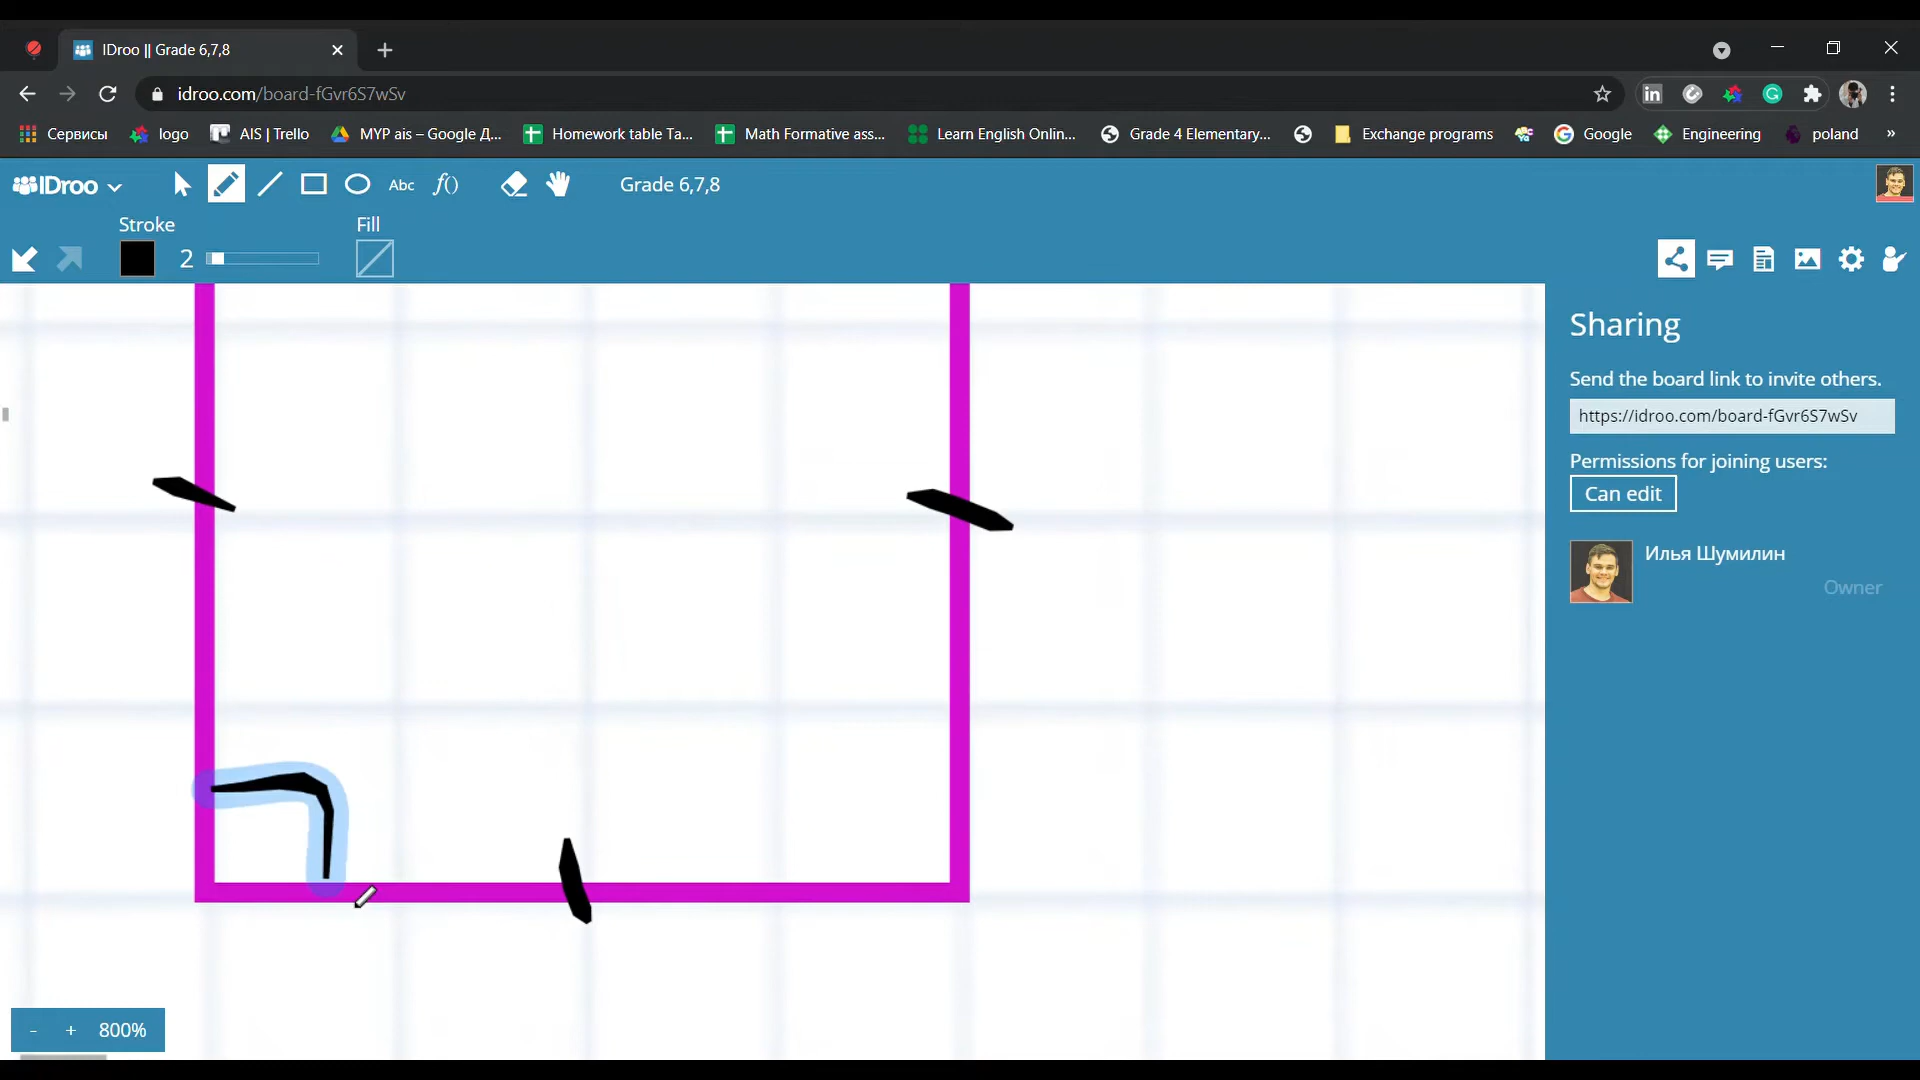 IDroo || Grade 6,7,8
idroo.com/board-fGvr6S7wSv
Сервисы logo AIS | Trello MYP ais – Google Д... Homework table Ta... Math Formative ass... Learn English Onlin... Grade 4 Elementary... Exchange programs Google Engineering poland »
IDroo Abc f() Grade 6,7,8
Stroke Fill
2
Sharing
Send the board link to invite others.
https://idroo.com/board-fGvr6S7wSv
Permissions for joining users:
Can edit
Илья Шумилин
Owner
- + 800%